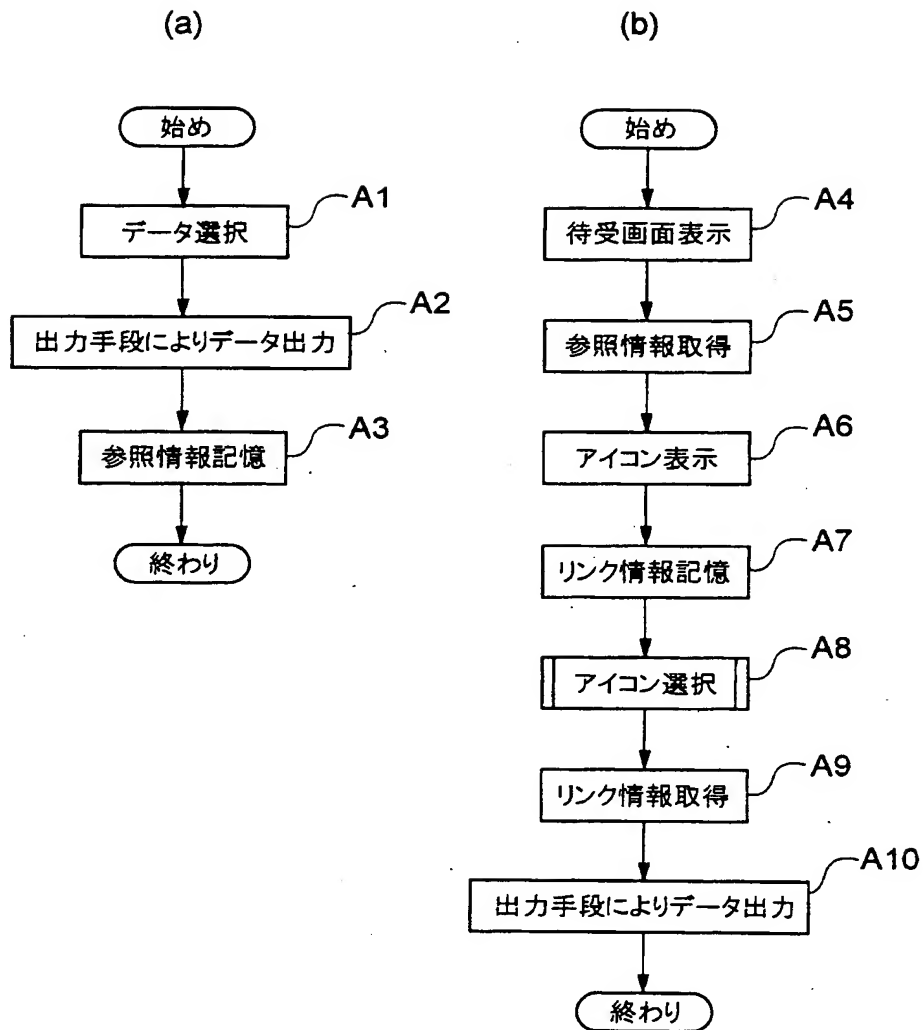 (a)
始め
データ選択
A1
出力手段によりデータ出力
A2
参照情報記憶
A3
終わり
(b)
始め
待受画面表示
A4
参照情報取得
A5
アイコン表示
A6
リンク情報記憶
A7
アイコン選択
A8
リンク情報取得
A9
出力手段によりデータ出力
A10
終わり